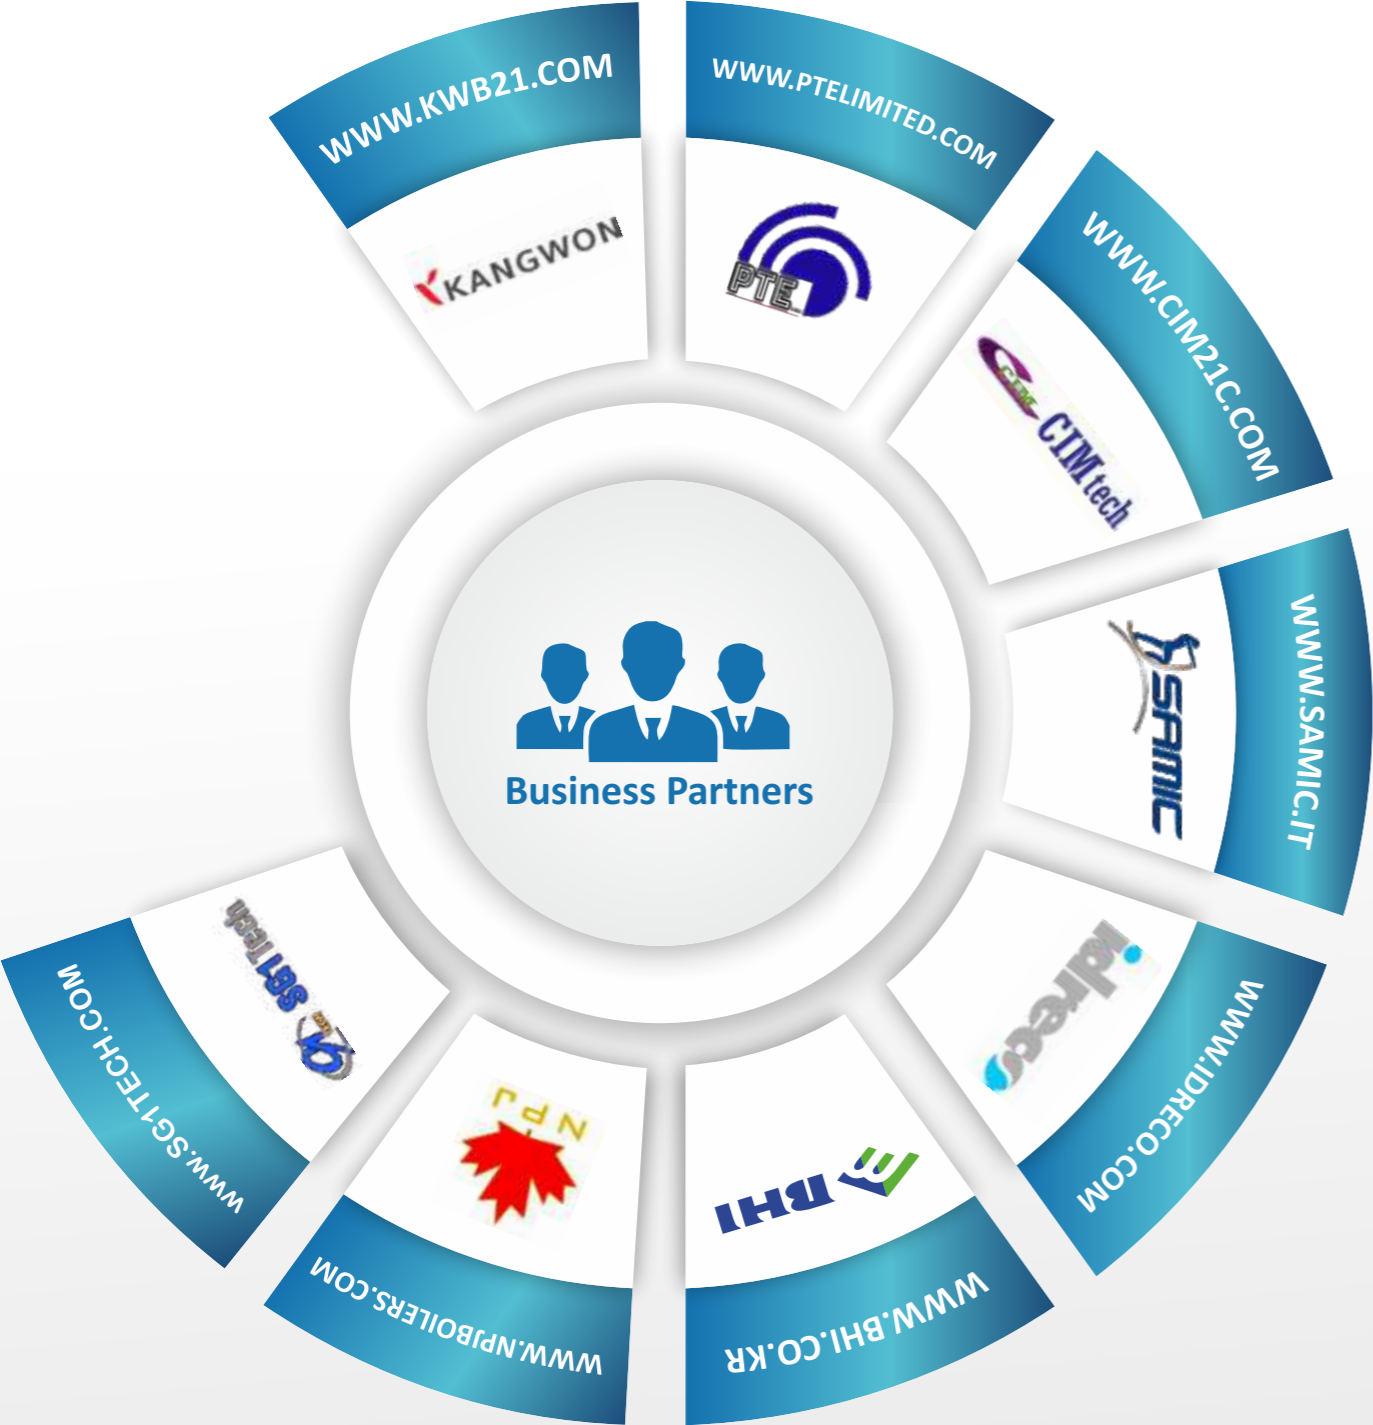 WWW.KWB21.COM
KANGWON
WWW.PTELIMITED.COM
PTE
WWW.CIM21C.COM
CIM
CIMtech
WWW.SAMIC.IT
SAMIC
WWW.IDRECO.COM
idreco
WWW.BHI.CO.KR
BHI
WWW.NPJBOILERS.COM
NPJ
www.SG1TECH.COM
SG1Tech
Business Partners